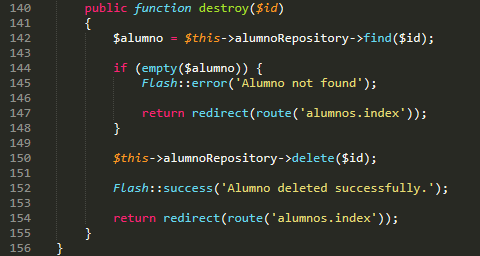 140 public function destroy($id)
141 {
142 $alumno = $this->alumnoRepository->find($id);
143
144 if (empty($alumno)) {
145 Flash::error('Alumno not found');
146
147 return redirect(route('alumnos.index'));
148 }
149
150 $this->alumnoRepository->delete($id);
151
152 Flash::success('Alumno deleted successfully.');
153
154 return redirect(route('alumnos.index'));
155 }
156 }